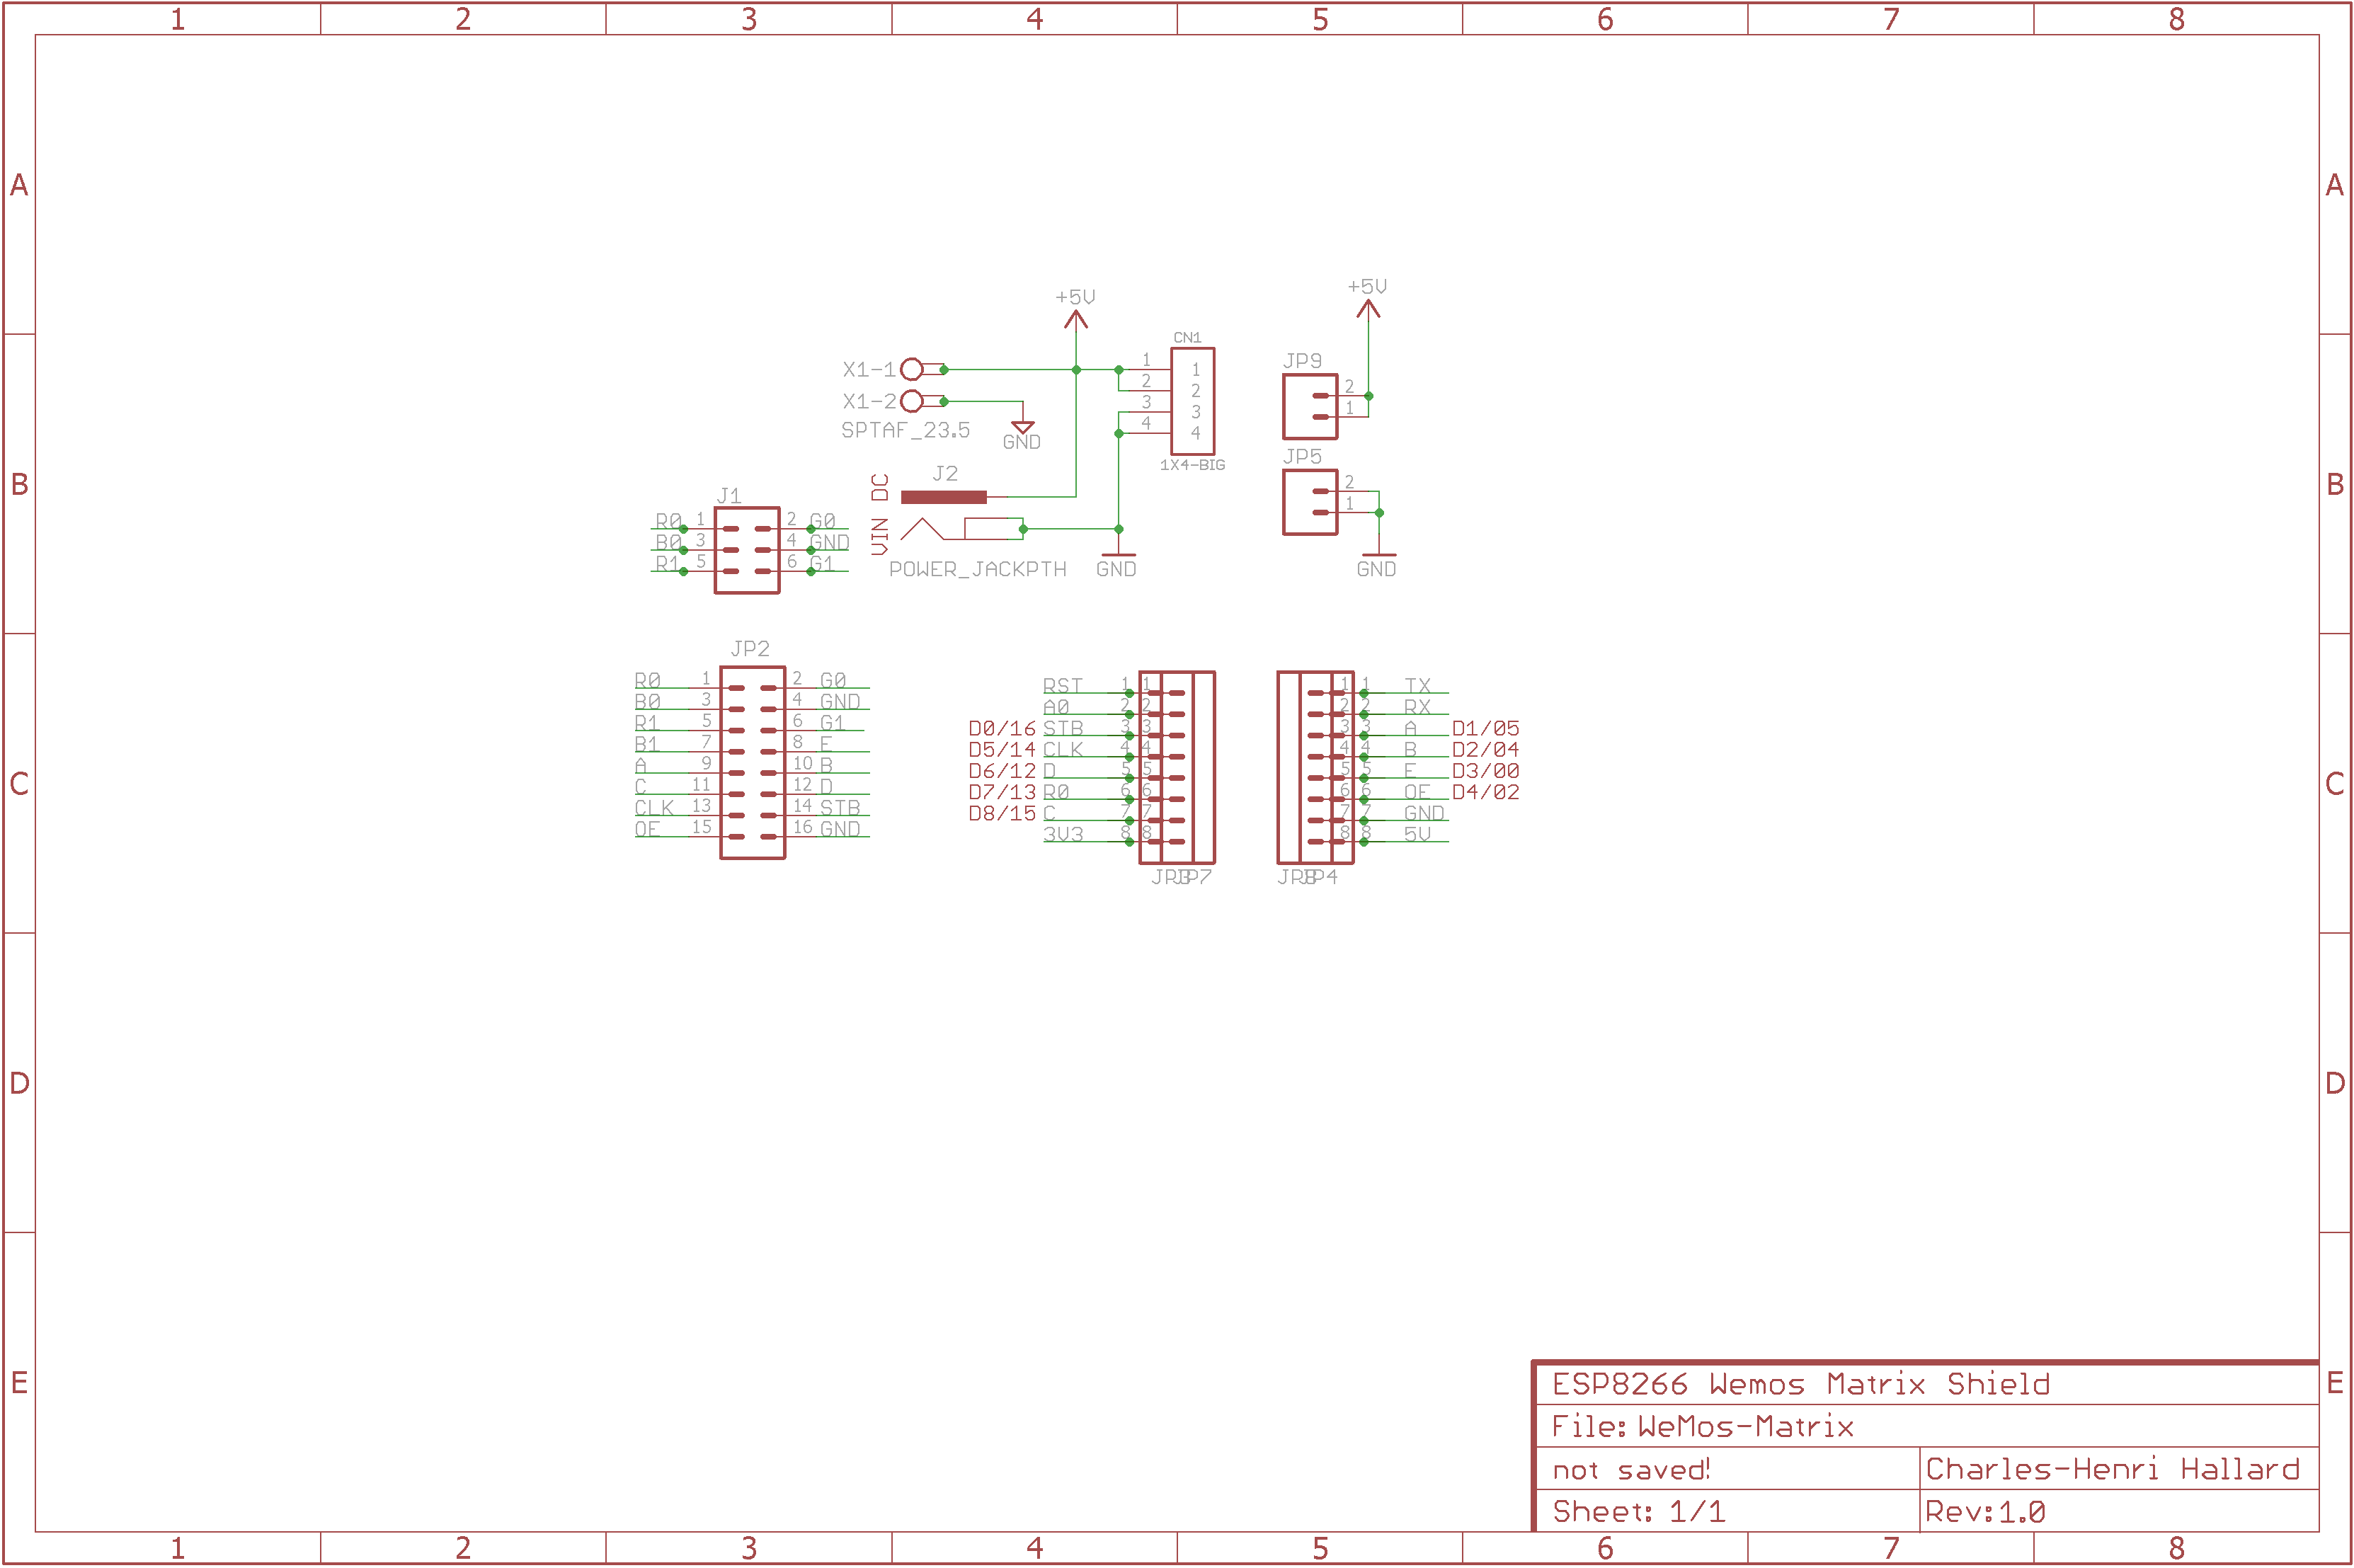 1 2 3 4 5 6 7 8
A A
+5V
+5V
CN1
X1-1 1 1
2 2
X1-2 3 3
4 4
SPTAF_23.5
GND
1X4-BIG
JP9
2
1
JP5
2
1
GND
B B
VIN DC
J2
POWER_JACKPTH
GND
J1
R0 1 2 G0
B0 3 4 GND
R1 5 6 G1
JP2
R0 1 2 G0
B0 3 4 GND
R1 5 6 G1
B1 7 8 E
A 9 10 B
C 11 12 D
CLK 13 14 STB
OE 15 16 GND
C C
RST 1 1
A0 2 2
D0/16 STB 3 3
D5/14 CLK 4 4
D6/12 D 5 5
D7/13 R0 6 6
D8/15 C 7 7
3V3 8 8
JP3 JP7
1 1 TX
2 2 RX
3 3 A D1/05
4 4 B D2/04
5 5 E D3/00
6 6 OE D4/02
7 7 GND
8 8 5V
JP8 JP4
D D
E E
ESP8266 Wemos Matrix Shield
File: WeMos-Matrix
not saved! Charles-Henri Hallard
Sheet: 1/1 Rev:1.0
1 2 3 4 5 6 7 8